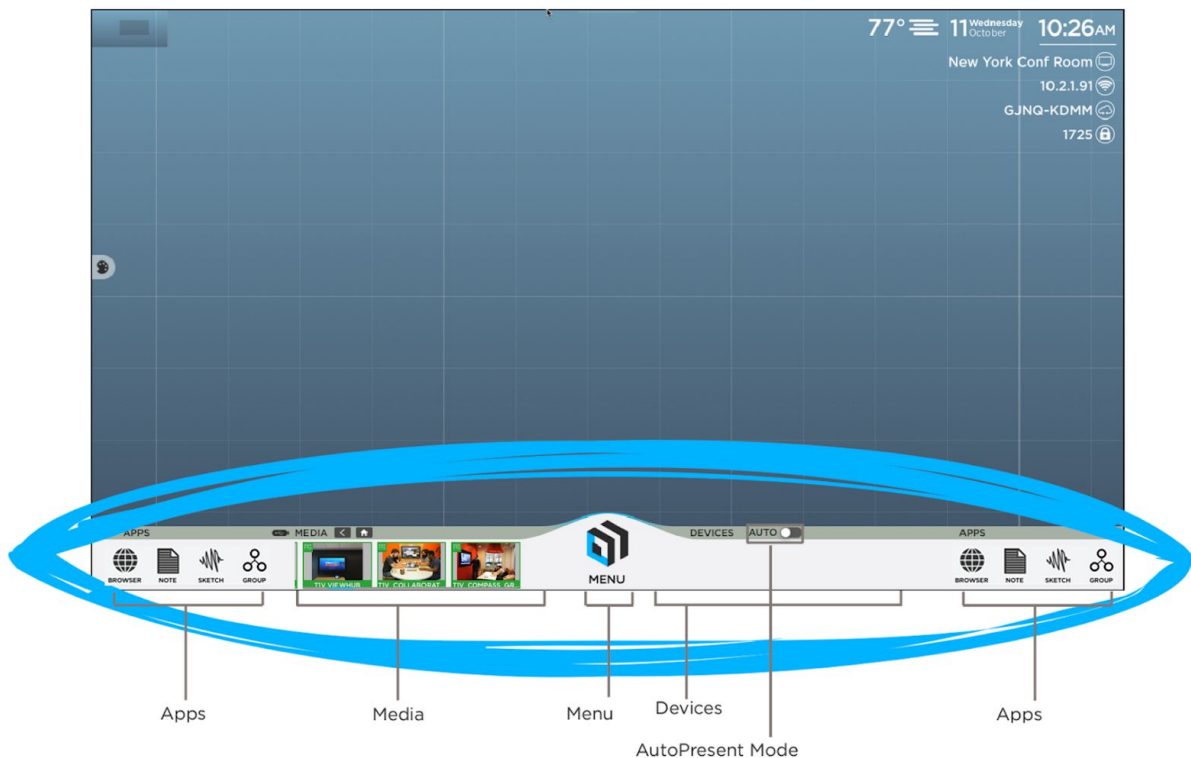 77° 11 Wednesday October 10:26AM
New York Conf Room
10.2.1.91
GJNQ-KDMM
1725
APPS MEDIA DEVICES AUTO APPS
BROWSER NOTE SKETCH GROUP TIV_VIEWHUB TIV_COLLABORAT TIV_COMPASS_GR MENU BROWSER NOTE SKETCH GROUP
Apps Media Menu Devices Apps
AutoPresent Mode